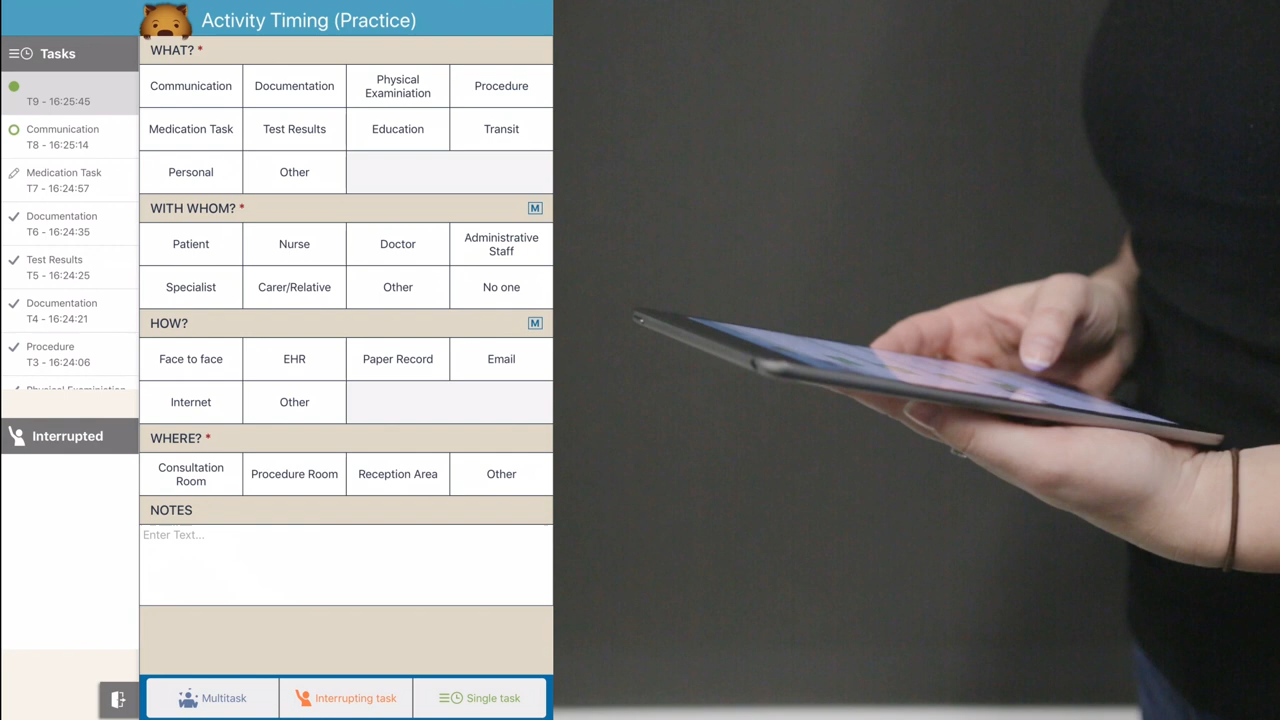 Activity Timing (Practice)
Tasks
T9 - 16:25:45
Communication
T8 - 16:25:14
Medication Task
T7 - 16:24:57
Documentation
T6 - 16:24:35
Test Results
T5 - 16:24:25
Documentation
T4 - 16:24:21
Procedure
T3 - 16:24:06
Physical Examiniation
Interrupted
WHAT? *
Communication
Documentation
Physical
Examiniation
Procedure
Medication Task
Test Results
Education
Transit
Personal
Other
WITH WHOM? *
M
Patient
Nurse
Doctor
Administrative
Staff
Specialist
Carer/Relative
Other
No one
HOW?
M
Face to face
EHR
Paper Record
Email
Internet
Other
WHERE? *
Consultation
Room
Procedure Room
Reception Area
Other
NOTES
Enter Text...
Multitask
Interrupting task
Single task